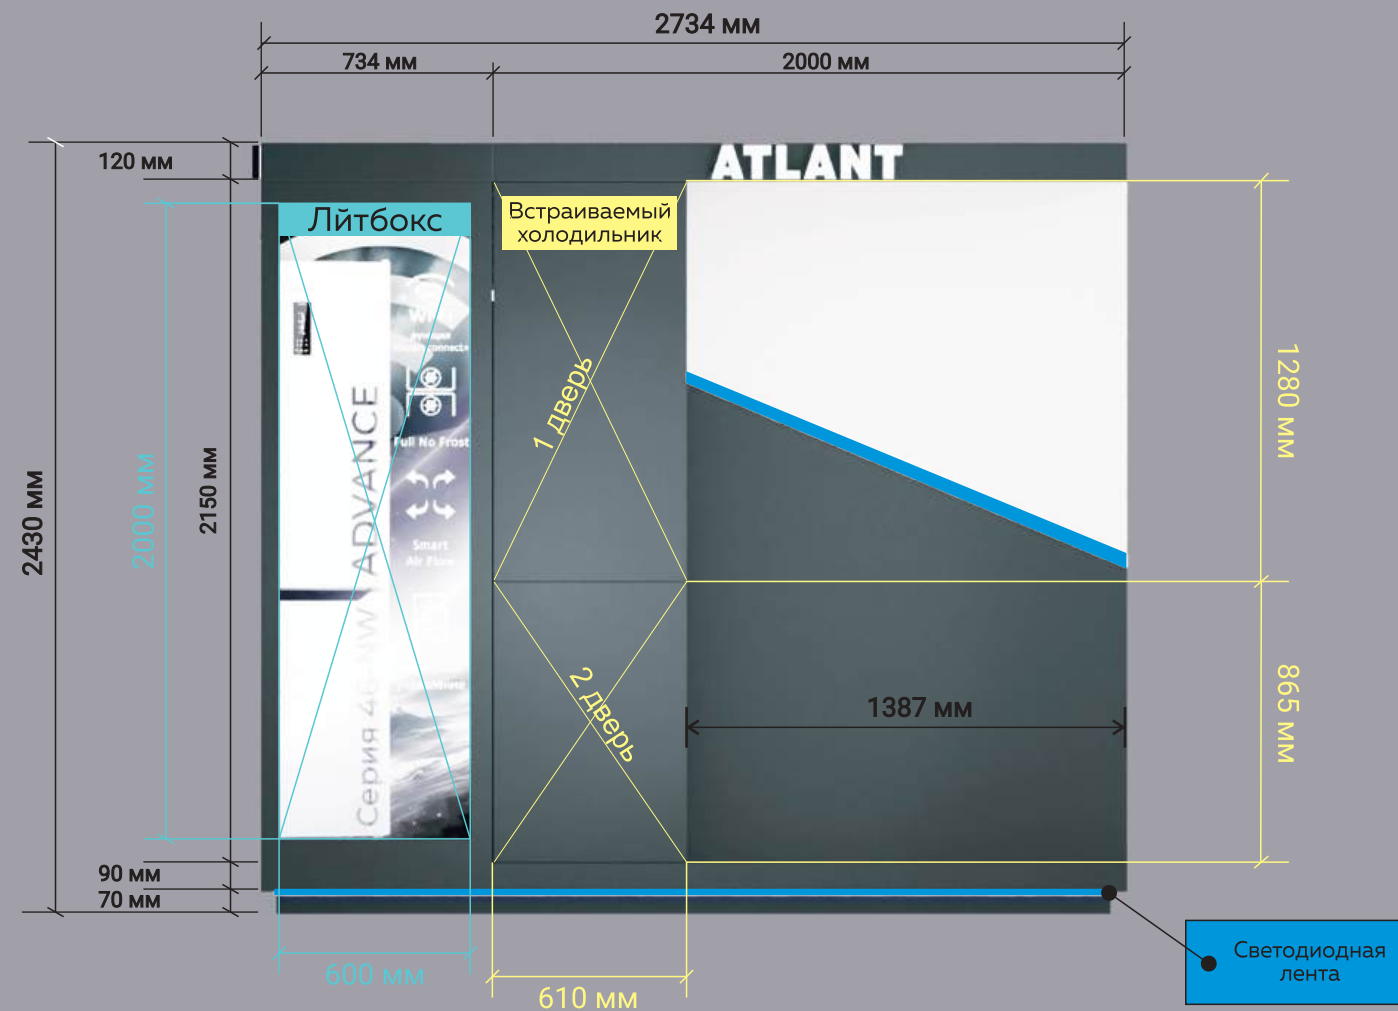 2734 мм
734 мм
2000 мм
120 мм
ATLANT
Лйтбокс
Встраиваемый
холодильник
Full No Frost
Smart
Air Flow
Серия 46 NW ADVANCE
1 дверь
2 дверь
1280 мм
865 мм
1387 мм
2430 мм
2000 мм
2150 мм
90 мм
70 мм
600 мм
610 мм
Светодиодная
лента